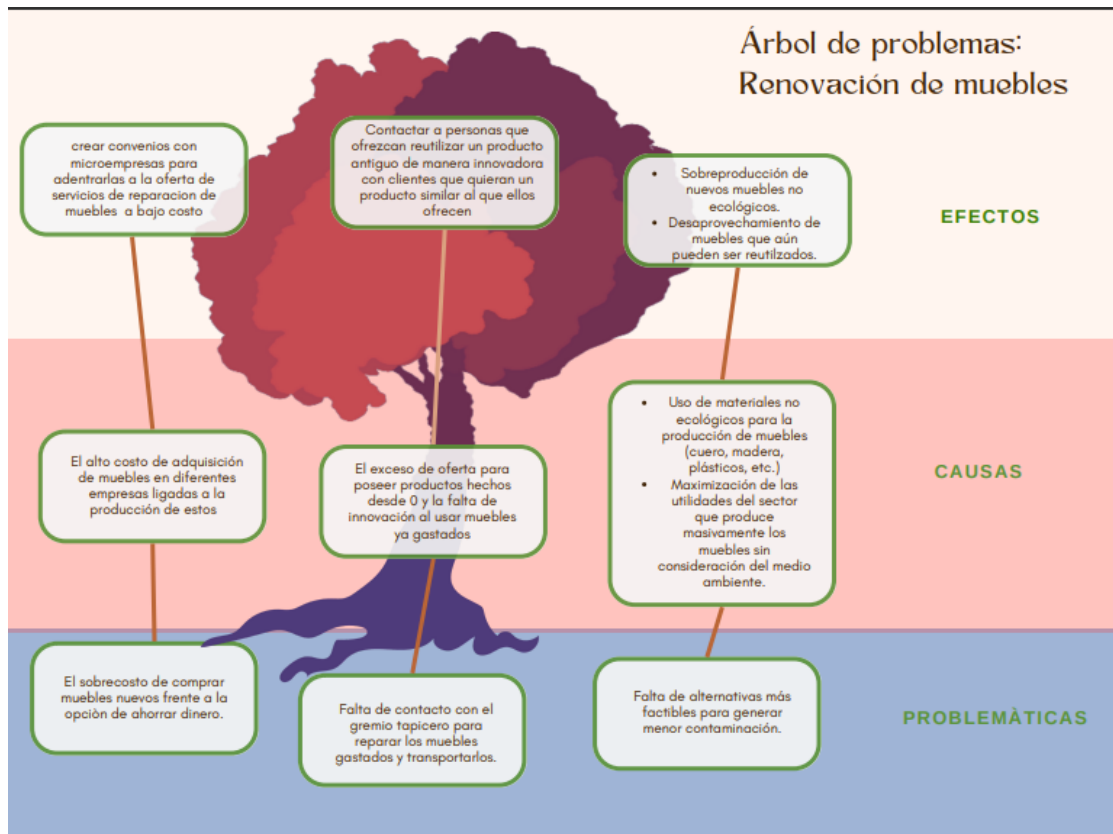 Árbol de problemas:
Renovación de muebles
crear convenios con
microempresas para
adentrarlas a la oferta de
servicios de reparacion de
muebles a bajo costo
Contactar a personas que
ofrezcan reutilizar un producto
antiguo de manera innovadora
con clientes que quieran un
producto similar al que ellos
ofrecen
• Sobreproducción de
nuevos muebles no
ecológicos.
• Desaprovechamiento de
muebles que aún
pueden ser reutilzados.
EFECTOS
El alto costo de adquisición
de muebles en diferentes
empresas ligadas a la
producción de estos
El exceso de oferta para
poseer productos hechos
desde 0 y la falta de
innovación al usar muebles
ya gastados
• Uso de materiales no
ecológicos para la
producción de muebles
(cuero, madera,
plásticos, etc.)
• Maximización de las
utilidades del sector
que produce
masivamente los
muebles sin
consideración del medio
ambiente.
CAUSAS
El sobrecosto de comprar
muebles nuevos frente a la
opciòn de ahorrar dinero.
Falta de contacto con el
gremio tapicero para
reparar los muebles
gastados y transportarlos.
Falta de alternativas más
factibles para generar
menor contaminación.
PROBLEMÀTICAS